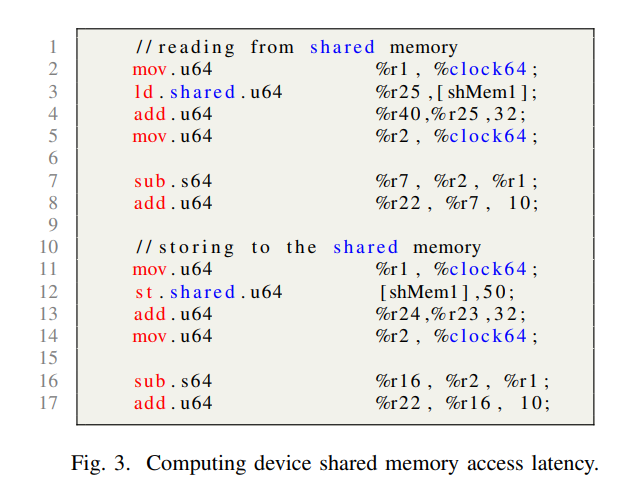 1 //reading from shared memory
2 mov.u64 %r1, %clock64;
3 ld.shared.u64 %r25,[shMem1];
4 add.u64 %r40,%r25,32;
5 mov.u64 %r2, %clock64;
6
7 sub.s64 %r7, %r2, %r1;
8 add.u64 %r22, %r7, 10;
9
10 //storing to the shared memory
11 mov.u64 %r1, %clock64;
12 st.shared.u64 [shMem1],50;
13 add.u64 %r24,%r23,32;
14 mov.u64 %r2, %clock64;
15
16 sub.s64 %r16, %r2, %r1;
17 add.u64 %r22, %r16, 10;
Fig. 3. Computing device shared memory access latency.